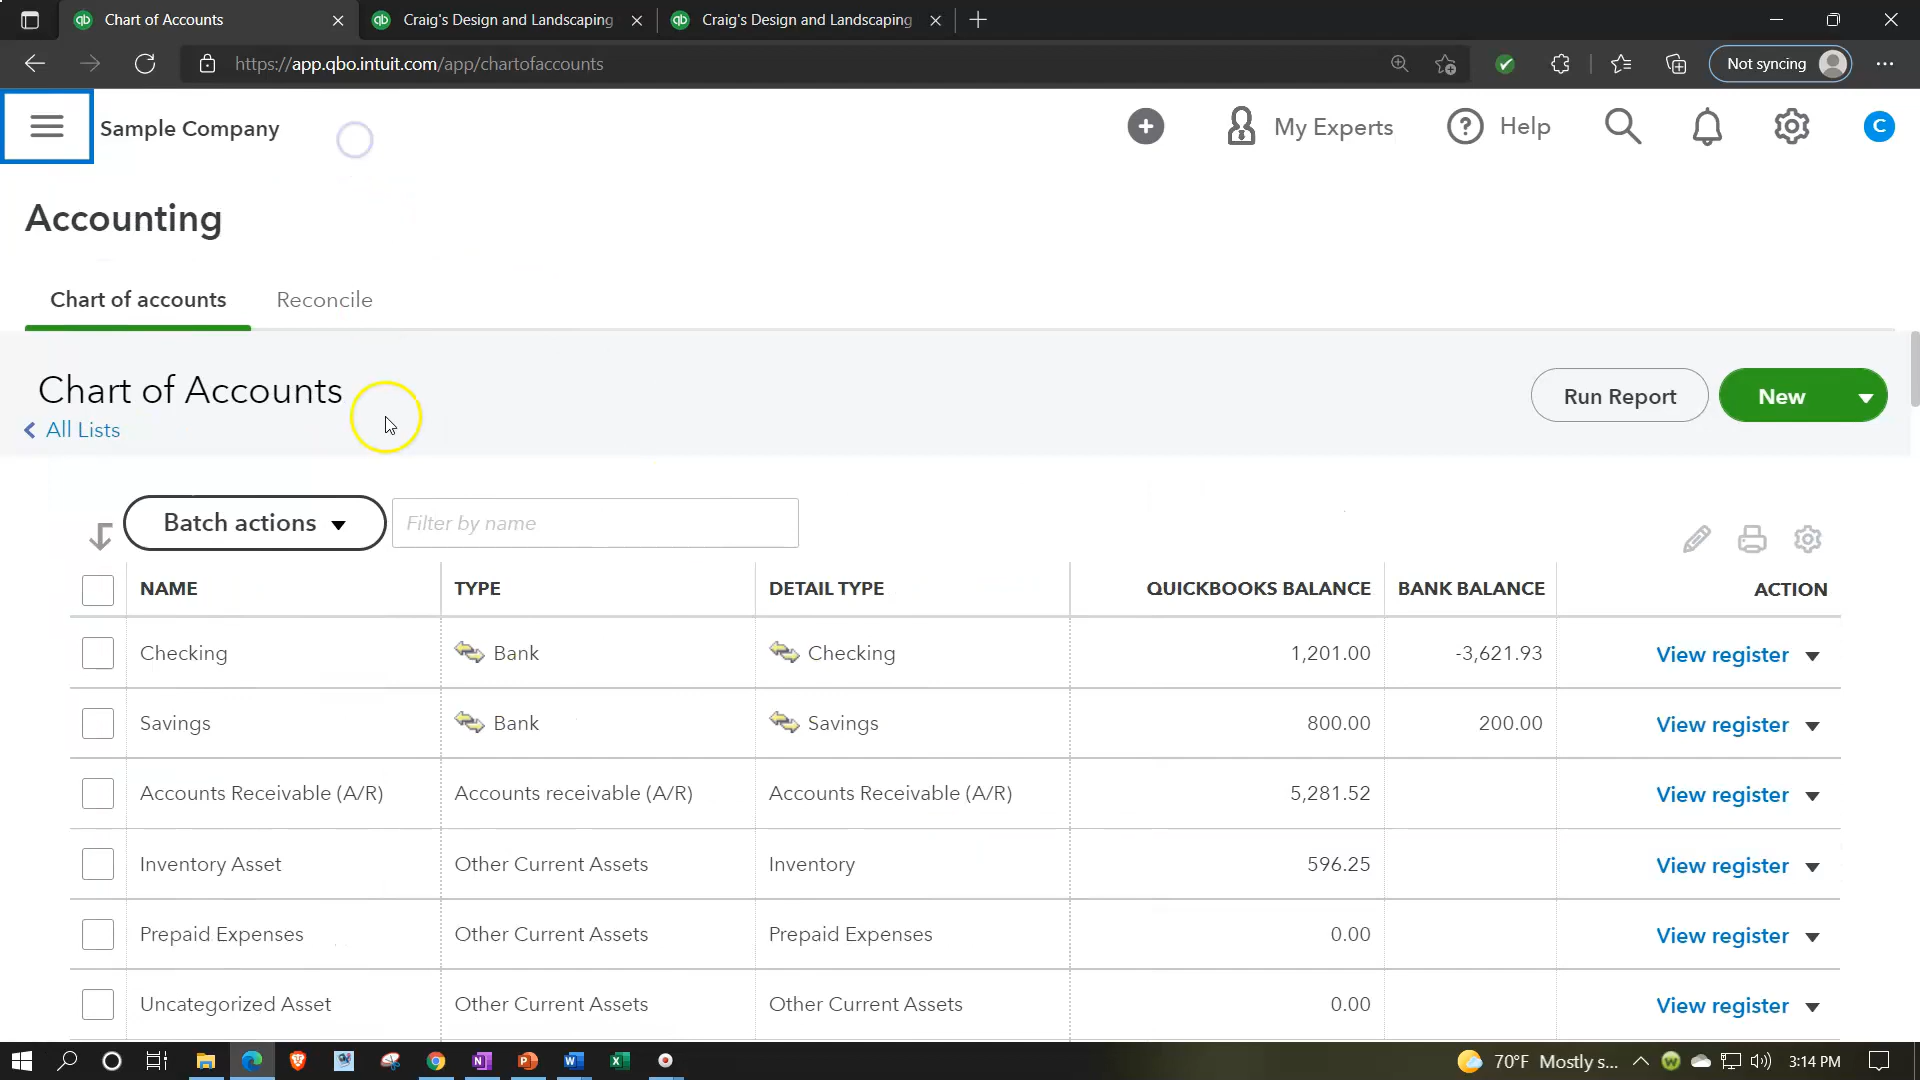 Chart of Accounts
Craig's Design and Landscaping
Craig's Design and Landscaping
https://app.qbo.intuit.com/app/chartofaccounts
Not syncing
Sample Company
My Experts
Help
C
Accounting
Chart of accounts
Reconcile
Chart of Accounts
All Lists
Run Report
New
Batch actions
Filter by name
NAME TYPE DETAIL TYPE QUICKBOOKS BALANCE BANK BALANCE ACTION
Checking Bank Checking 1,201.00 -3,621.93 View register
Savings Bank Savings 800.00 200.00 View register
Accounts Receivable (A/R) Accounts receivable (A/R) Accounts Receivable (A/R) 5,281.52 View register
Inventory Asset Other Current Assets Inventory 596.25 View register
Prepaid Expenses Other Current Assets Prepaid Expenses 0.00 View register
Uncategorized Asset Other Current Assets Other Current Assets 0.00 View register
70°F Mostly s... 3:14 PM